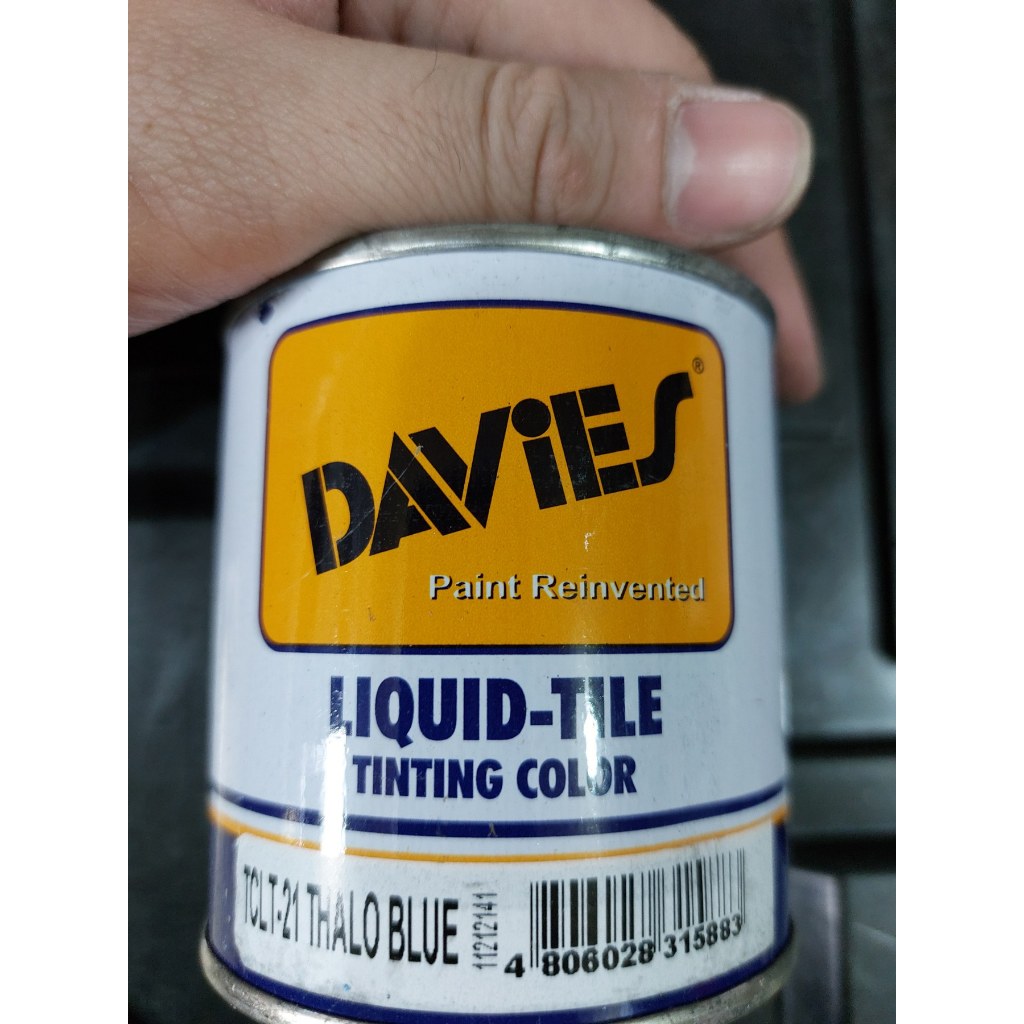 DAViES®
Paint Reinvented
LIQUID-TILE
TINTING COLOR
TCLT-21 THALO BLUE
11212141
4 806028 315883